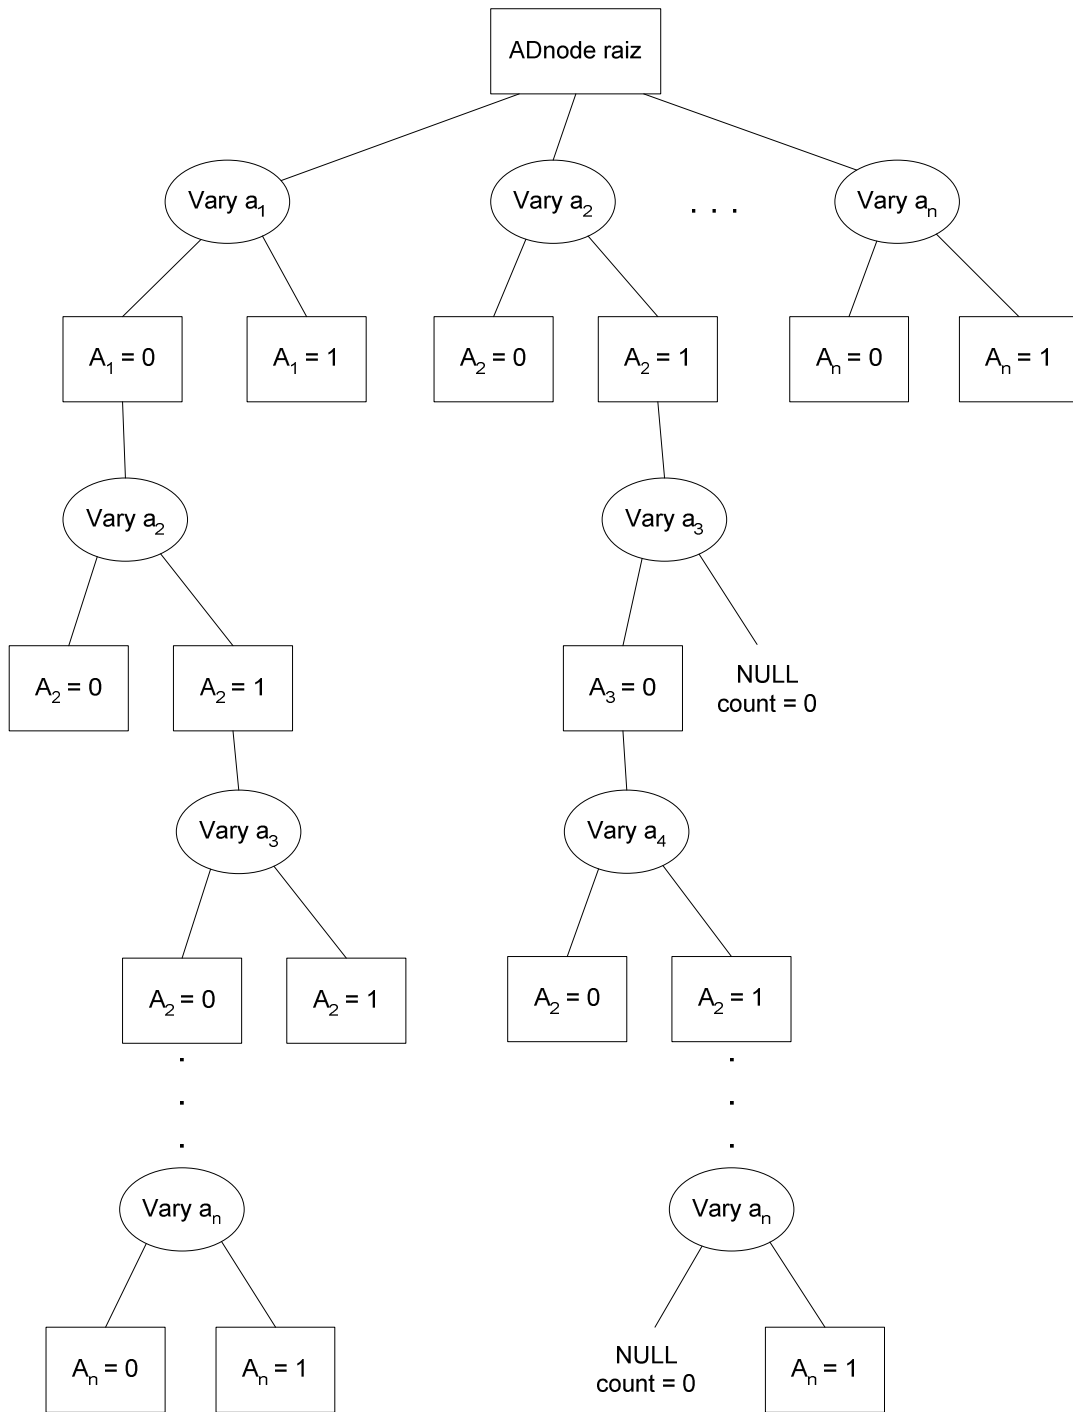 ADnode raiz
Vary a₁
Vary a₂
. . .
Vary aₙ
A₁ = 0
A₁ = 1
A₂ = 0
A₂ = 1
Aₙ = 0
Aₙ = 1
Vary a₂
Vary a₃
A₂ = 0
A₂ = 1
A₃ = 0
NULL
count = 0
Vary a₃
Vary a₄
A₂ = 0
A₂ = 1
A₂ = 0
A₂ = 1
Vary aₙ
Vary aₙ
Aₙ = 0
Aₙ = 1
NULL
count = 0
Aₙ = 1